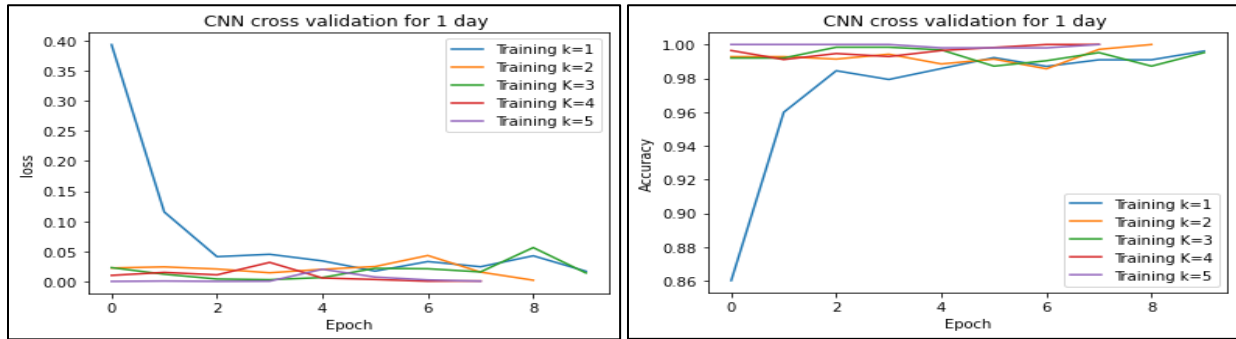 CNN cross validation for 1 day
0.40
0.35
0.30
0.25
0.20
0.15
0.10
0.05
0.00
loss
Training k=1
Training k=2
Training K=3
Training K=4
Training k=5
0 2 4 6 8
Epoch
CNN cross validation for 1 day
1.00
0.98
0.96
0.94
0.92
0.90
0.88
0.86
Accuracy
Training k=1
Training k=2
Training K=3
Training K=4
Training k=5
0 2 4 6 8
Epoch